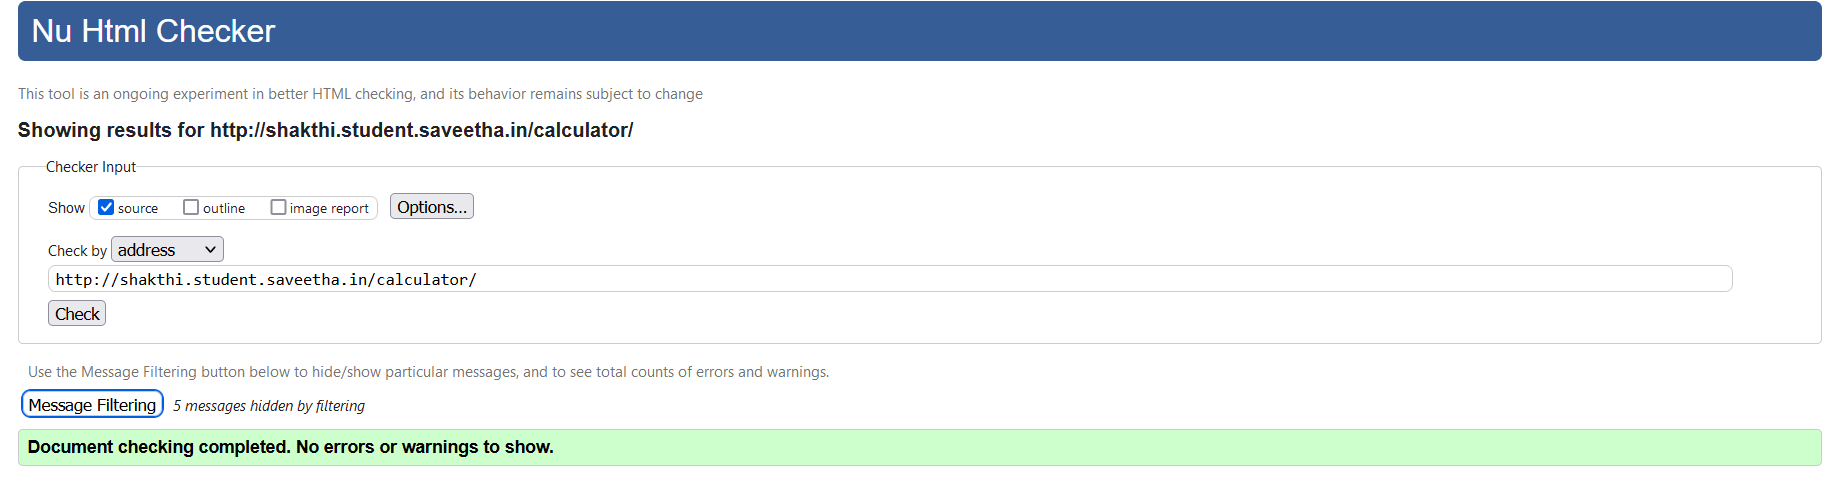 Nu Html Checker
This tool is an ongoing experiment in better HTML checking, and its behavior remains subject to change
Showing results for http://shakthi.student.saveetha.in/calculator/
Checker Input
Show source outline image report Options...
Check by address
http://shakthi.student.saveetha.in/calculator/
Check
Use the Message Filtering button below to hide/show particular messages, and to see total counts of errors and warnings.
Message Filtering 5 messages hidden by filtering
Document checking completed. No errors or warnings to show.